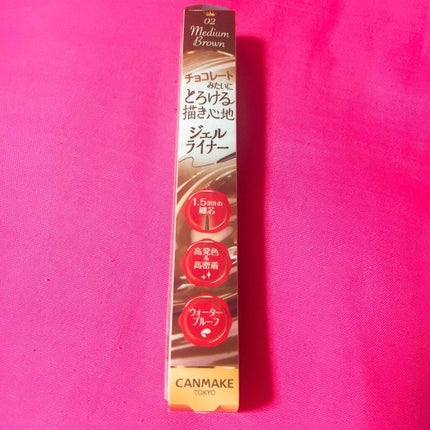 02
Medium
Brown
チョコレート
みたいに
とろける
描き心地
ジェル
ライナー
1.5mmの
細芯
高発色
&
高密着
ウォーター
プルーフ
CANMAKE
TOKYO